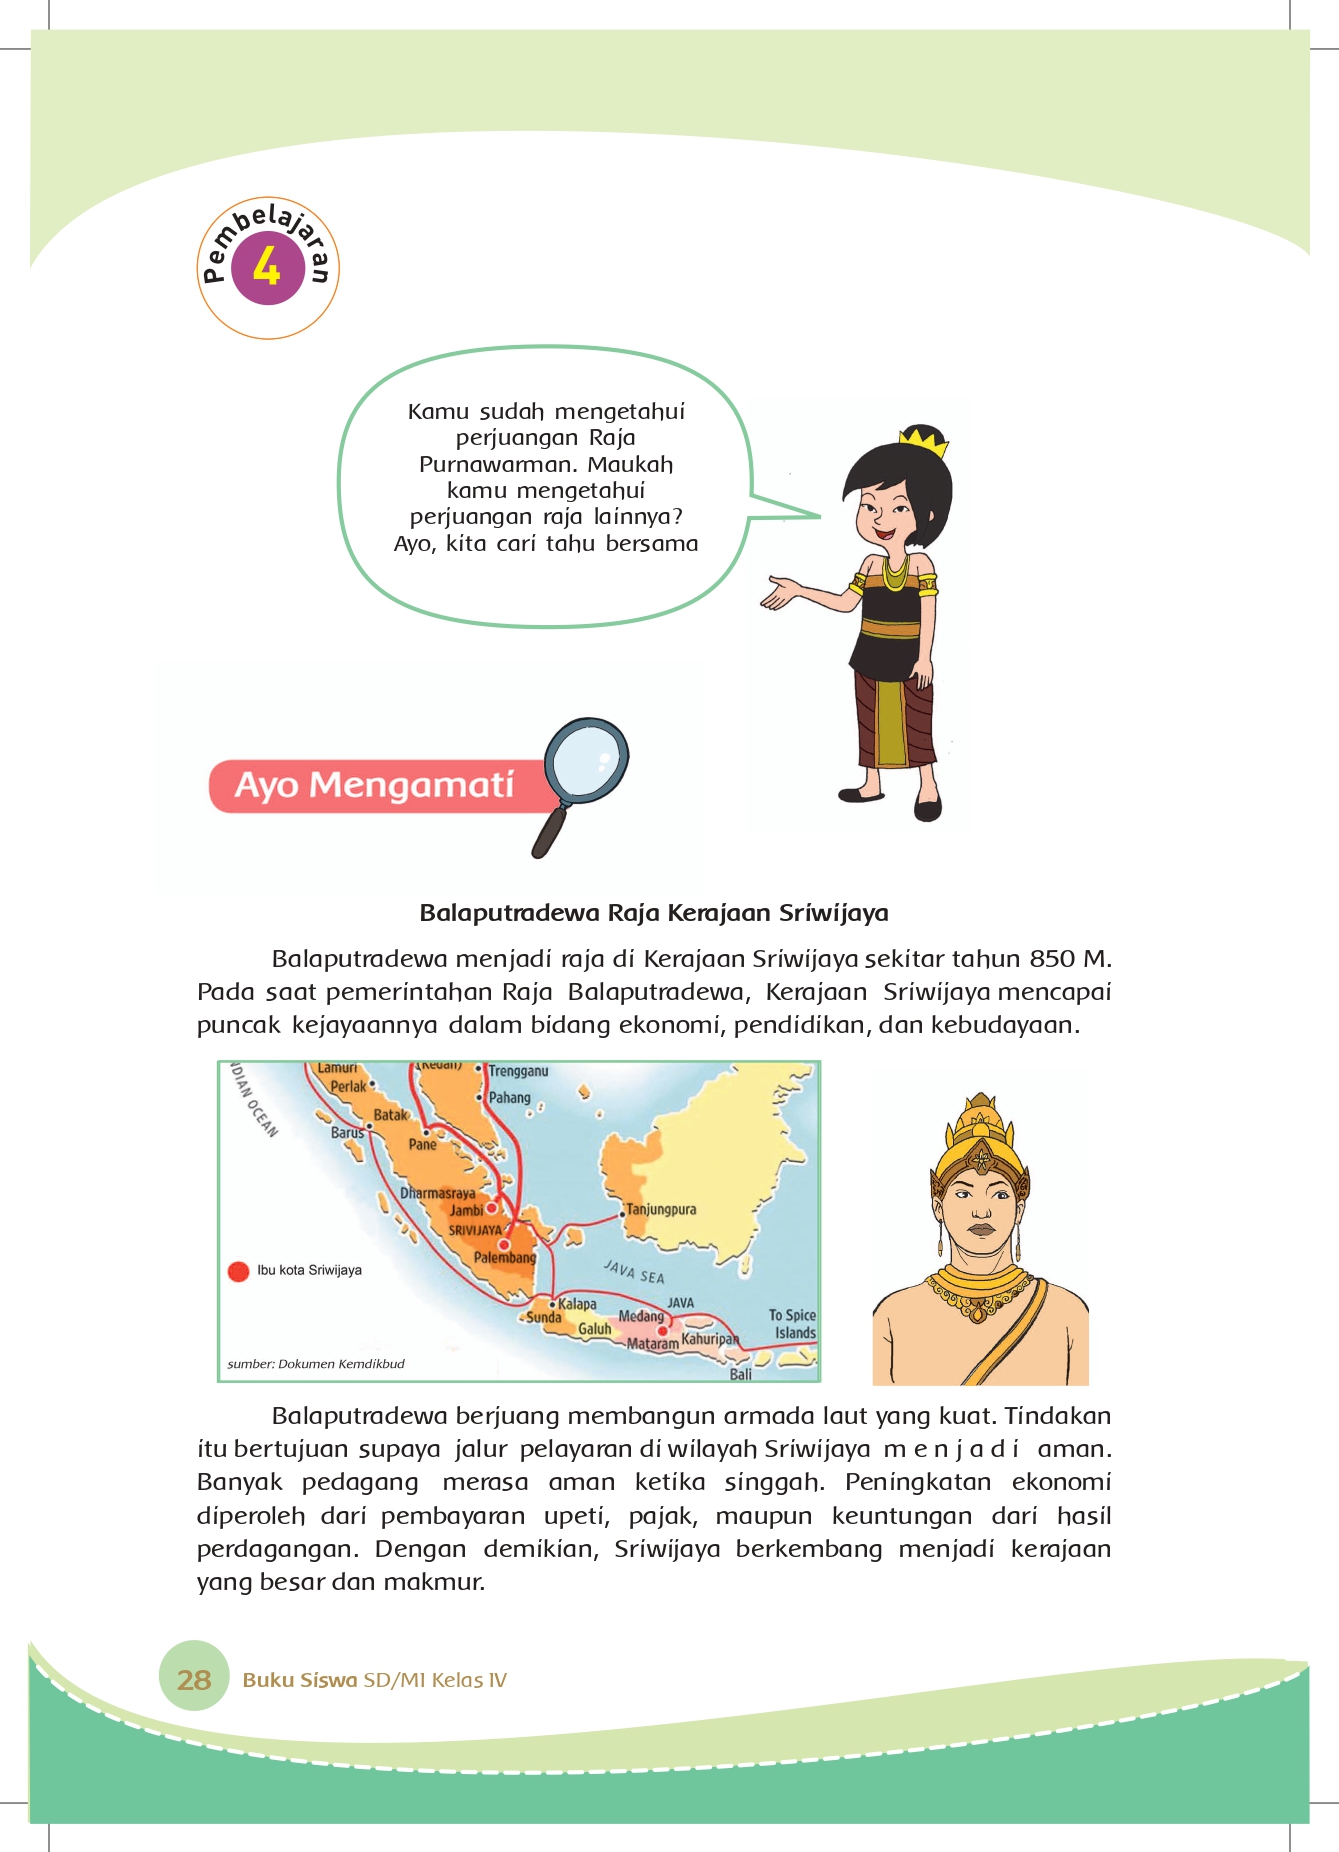 Pembelajaran
4
Kamu sudah mengetahui
perjuangan Raja
Purnawarman. Maukah
kamu mengetahui
perjuangan raja lainnya?
Ayo, kita cari tahu bersama
Ayo Mengamati
Balaputradewa Raja Kerajaan Sriwijaya
Balaputradewa menjadi raja di Kerajaan Sriwijaya sekitar tahun 850 M.
Pada saat pemerintahan Raja Balaputradewa, Kerajaan Sriwijaya mencapai
puncak kejayaannya dalam bidang ekonomi, pendidikan, dan kebudayaan.
INDIAN OCEAN
Lamuri
(Kedah)
Trengganu
Perlak
Pahang
Batak
Barus
Pane
Dharmasraya
Jambi
Tanjungpura
SRIVIJAYA
Palembang
JAVA SEA
Ibu kota Sriwijaya
Kalapa
JAVA
Sunda
Medang
To Spice
Islands
Galuh
Mataram
Kahuripan
Bali
sumber: Dokumen Kemdikbud
Balaputradewa berjuang membangun armada laut yang kuat. Tindakan
itu bertujuan supaya jalur pelayaran di wilayah Sriwijaya m e n j a d i aman.
Banyak pedagang merasa aman ketika singgah. Peningkatan ekonomi
diperoleh dari pembayaran upeti, pajak, maupun keuntungan dari hasil
perdagangan. Dengan demikian, Sriwijaya berkembang menjadi kerajaan
yang besar dan makmur.
28
Buku Siswa SD/MI Kelas IV